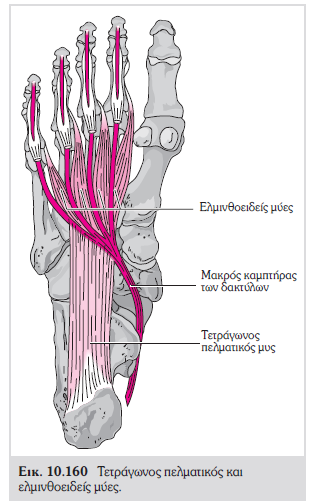 Ελμινθοειδείς μύες
Μακρός καμπτήρας
των δακτύλων
Τετράγωνος
πελματικός μυς
Εικ. 10.160 Τετράγωνος πελματικός και
ελμινθοειδείς μύες.